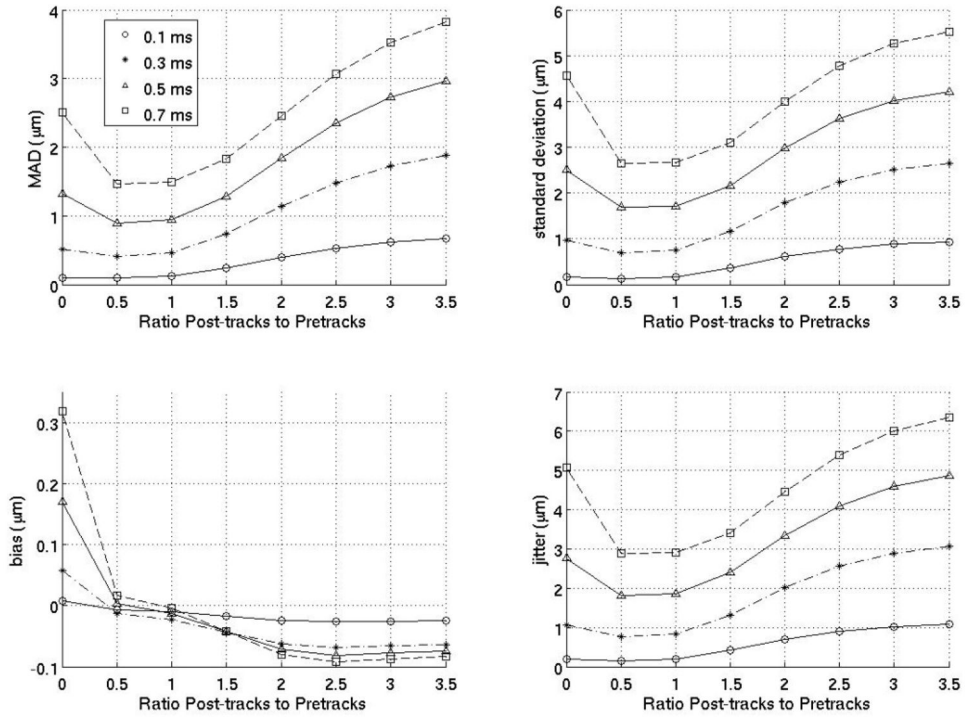 4
3
2
1
0
MAD (μm)
0.1 ms
0.3 ms
0.5 ms
0.7 ms
0 0.5 1 1.5 2 2.5 3 3.5
Ratio Post-tracks to Pretracks
6
5
4
3
2
1
0
standard deviation (μm)
0 0.5 1 1.5 2 2.5 3 3.5
Ratio Post-tracks to Pretracks
0.3
0.2
0.1
0
-0.1
bias (μm)
0 0.5 1 1.5 2 2.5 3 3.5
Ratio Post-tracks to Pretracks
7
6
5
4
3
2
1
0
jitter (μm)
0 0.5 1 1.5 2 2.5 3 3.5
Ratio Post-tracks to Pretracks